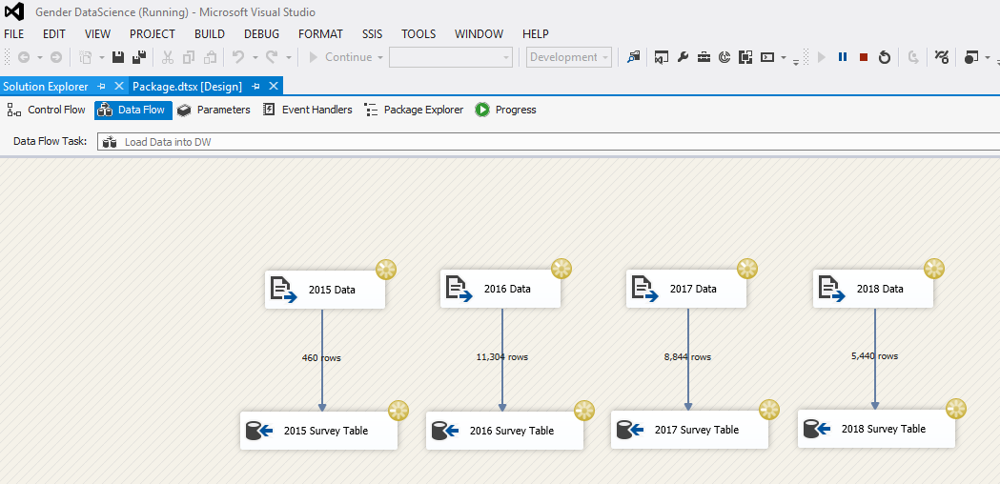 Gender DataScience (Running) - Microsoft Visual Studio
FILE EDIT VIEW PROJECT BUILD DEBUG FORMAT SSIS TOOLS WINDOW HELP
Continue Development
Solution Explorer Package.dtsx [Design]
Control Flow Data Flow Parameters Event Handlers Package Explorer Progress
Data Flow Task: Load Data into DW
2015 Data 2016 Data 2017 Data 2018 Data
460 rows 11,304 rows 8,844 rows 5,440 rows
2015 Survey Table 2016 Survey Table 2017 Survey Table 2018 Survey Table